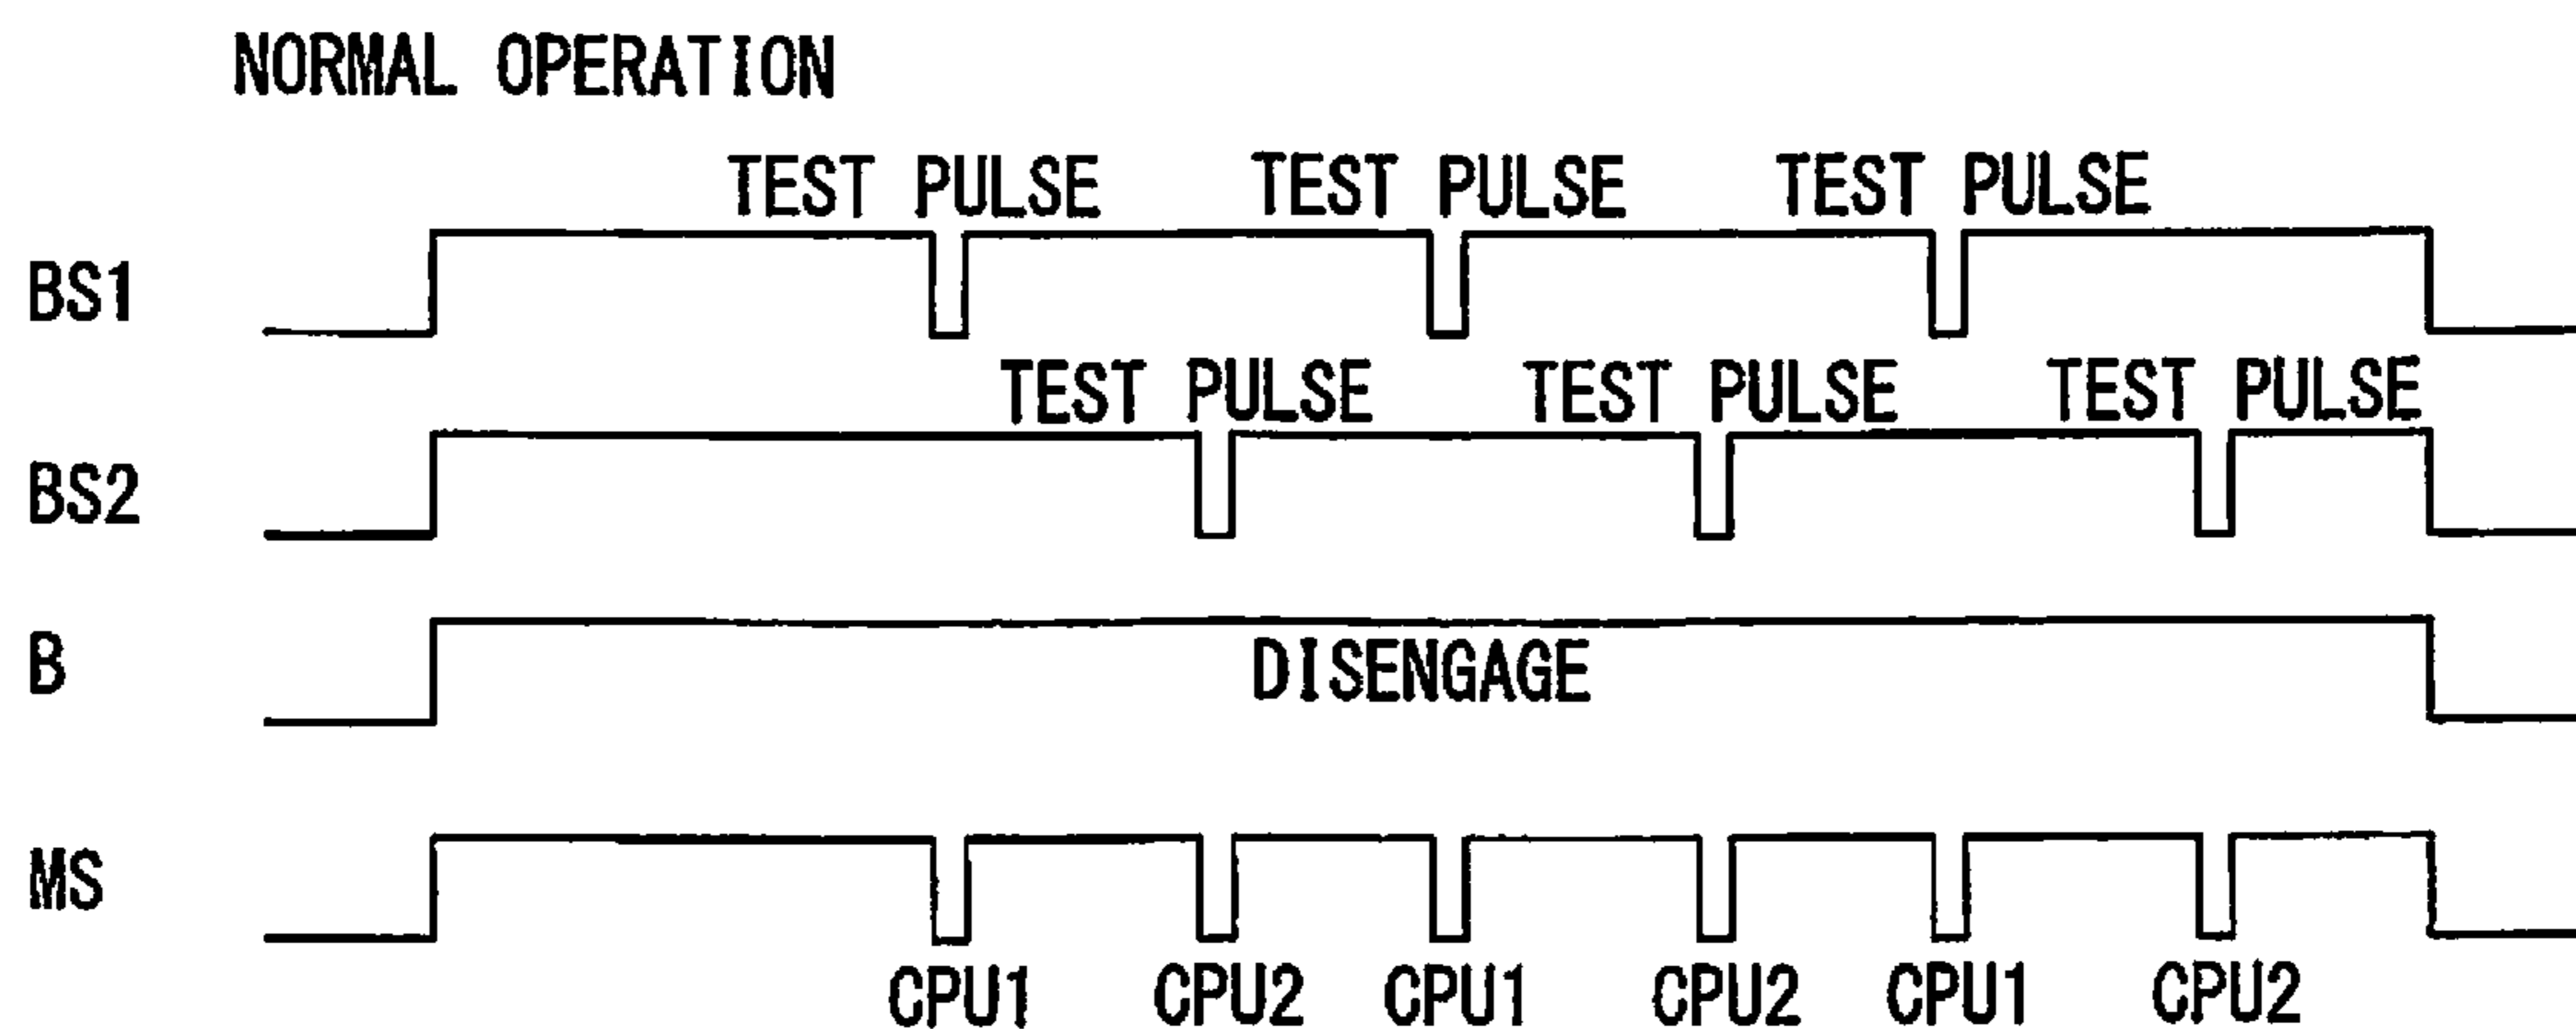 NORMAL OPERATION
TEST PULSE TEST PULSE TEST PULSE
BS1
TEST PULSE TEST PULSE TEST PULSE
BS2
B
DISENGAGE
MS
CPU1 CPU2 CPU1 CPU2 CPU1 CPU2